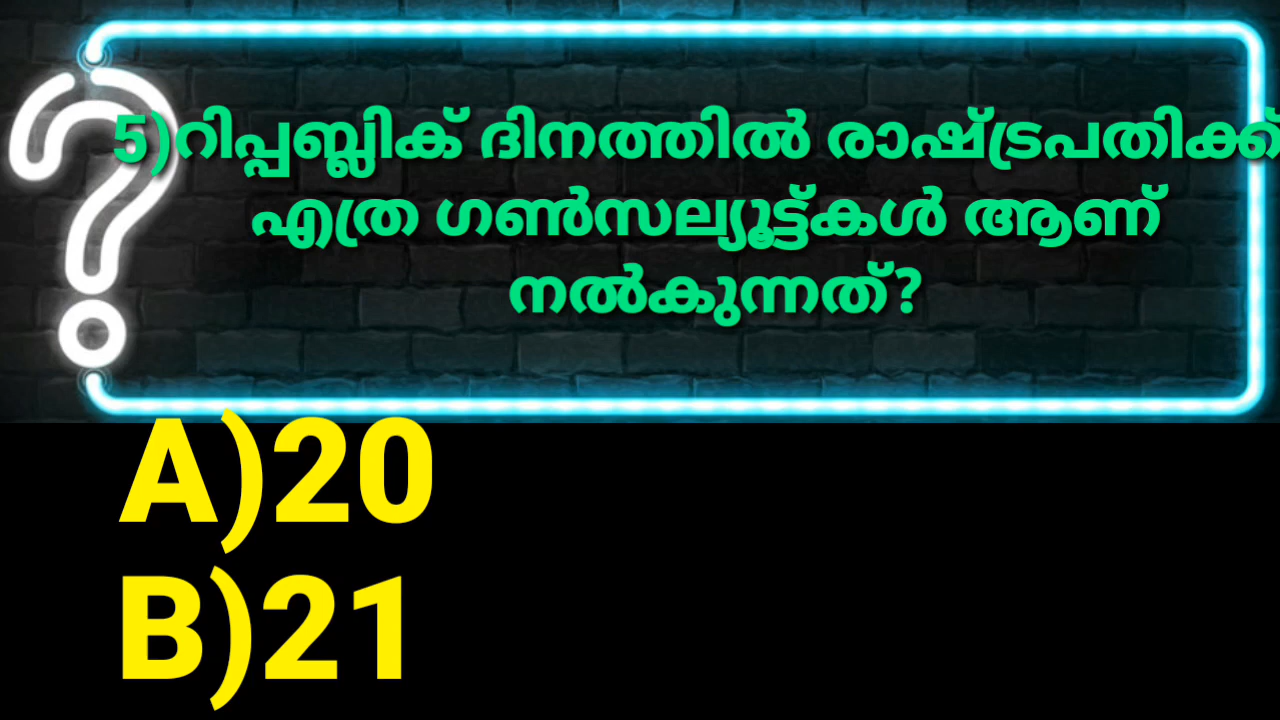 5)റിപ്പബ്ലിക് ദിനത്തിൽ രാഷ്ട്രപതിക്ക്
എത്ര ഗൺസല്യൂട്ട്കൾ ആണ്
നൽകുന്നത്?
A)20
B)21